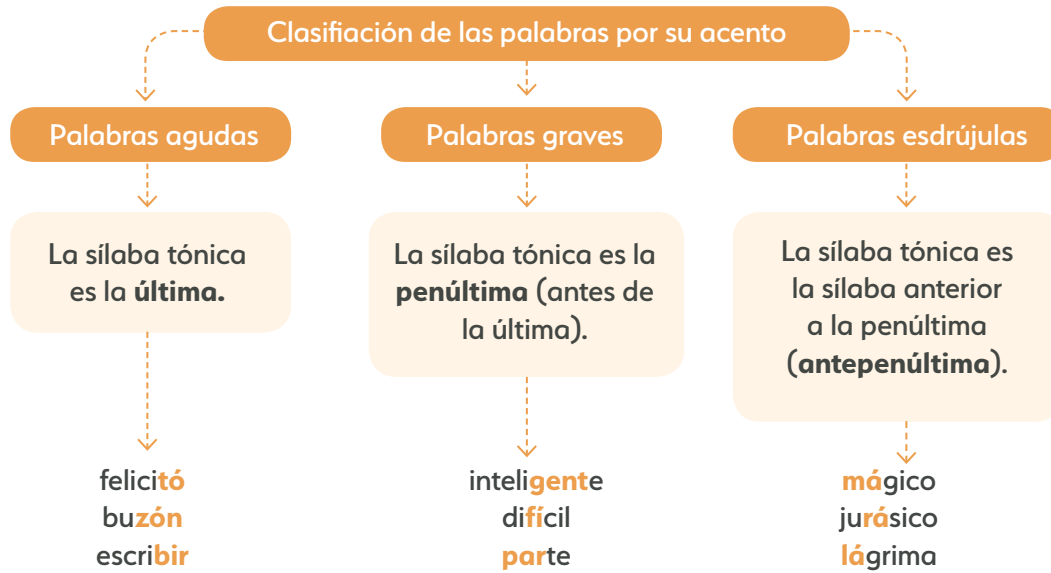 Clasifiación de las palabras por su acento
Palabras agudas
La sílaba tónica
es la última.
felicitó
buzón
escribir
Palabras graves
La sílaba tónica es la
penúltima (antes de
la última).
inteligente
difícil
parte
Palabras esdrújulas
La sílaba tónica es
la sílaba anterior
a la penúltima
(antepenúltima).
mágico
jurásico
lágrima